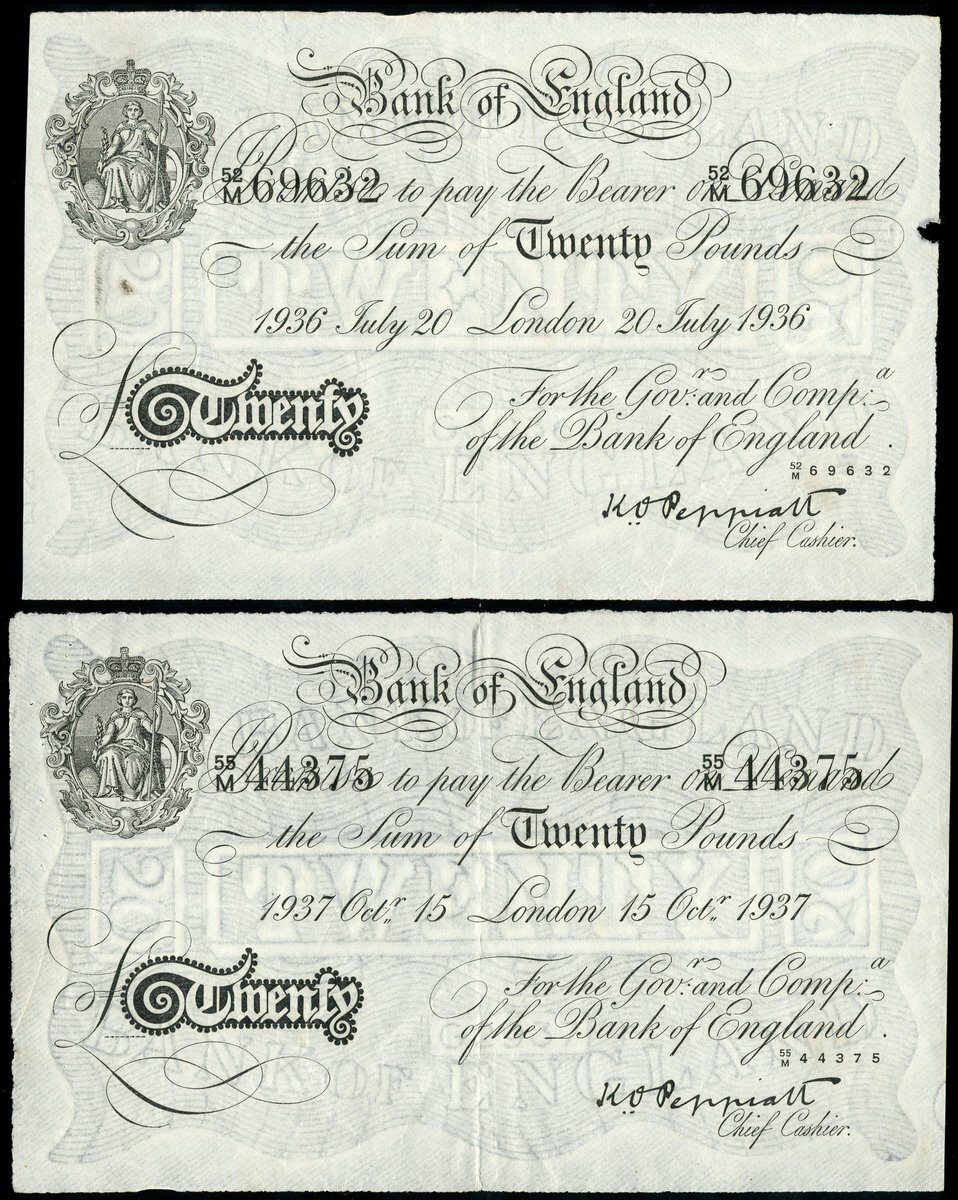 Bank of England
52/M 69632 Promise to pay the Bearer on Demand 52/M 69632
the Sum of Twenty Pounds
1936 July 20 London 20 July 1936
£ Twenty
For the Govr: and Compa:
of the Bank of England.
52/M 69632
K.O. Peppiatt
Chief Cashier.
Bank of England
55/M 44375 Promise to pay the Bearer on Demand 55/M 44375
the Sum of Twenty Pounds
1937 Octr 15 London 15 Octr 1937
£ Twenty
For the Govr: and Compa:
of the Bank of England.
55/M 44375
K.O. Peppiatt
Chief Cashier.